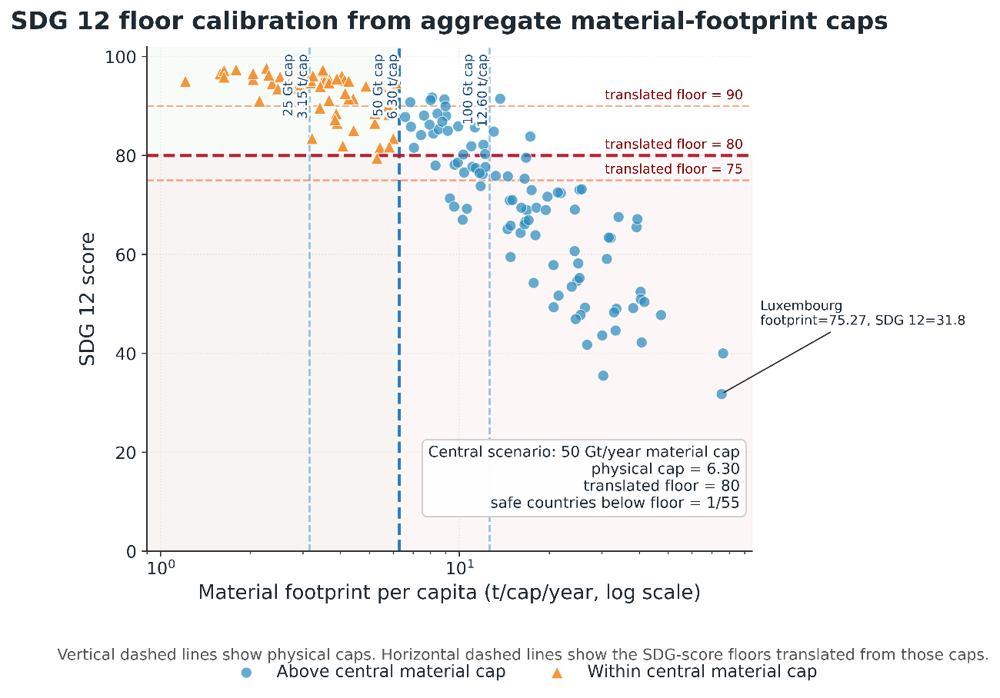 SDG 12 floor calibration from aggregate material-footprint caps
100
80
60
40
20
0
SDG 12 score
25 Gt cap
3.15 t/cap
50 Gt cap
6.30 t/cap
100 Gt cap
12.60 t/cap
translated floor = 90
translated floor = 80
translated floor = 75
Luxembourg
footprint=75.27, SDG 12=31.8
Central scenario: 50 Gt/year material cap
physical cap = 6.30
translated floor = 80
safe countries below floor = 1/55
10⁰
10¹
Material footprint per capita (t/cap/year, log scale)
Vertical dashed lines show physical caps. Horizontal dashed lines show the SDG-score floors translated from those caps.
Above central material cap
Within central material cap